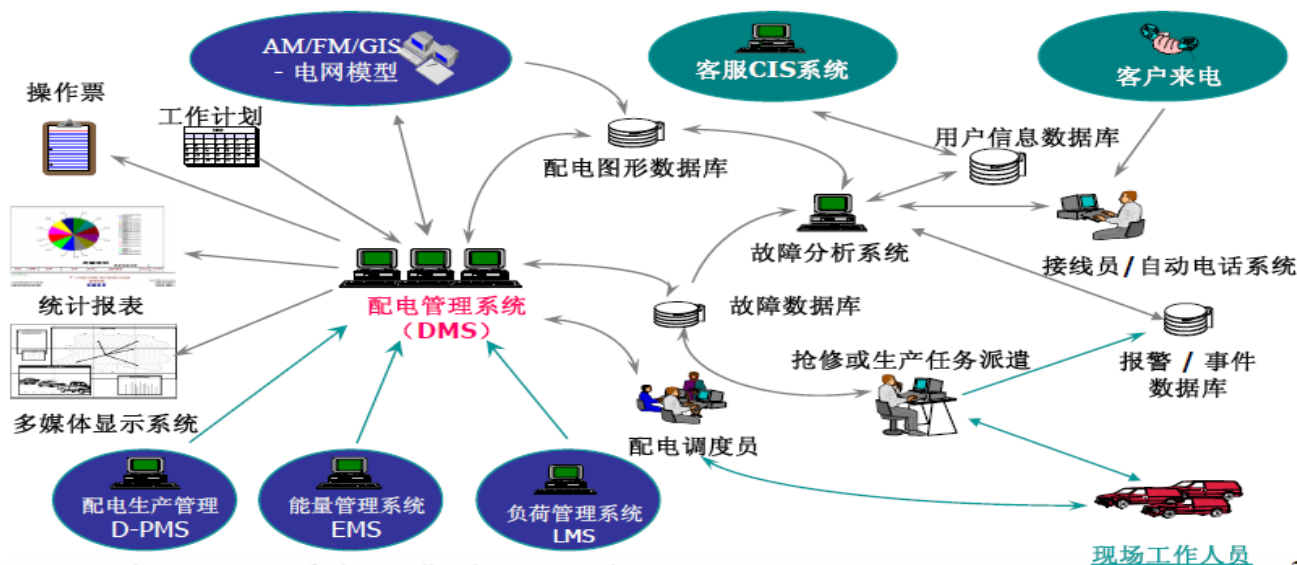 AM/FM/GIS
- 电网模型
客服CIS系统
客户来电
操作票
工作计划
配电图形数据库
用户信息数据库
故障分析系统
接线员/自动电话系统
统计报表
配电管理系统
（DMS）
故障数据库
抢修或生产任务派遣
报警 / 事件
数据库
多媒体显示系统
配电调度员
配电生产管理
D-PMS
能量管理系统
EMS
负荷管理系统
LMS
现场工作人员